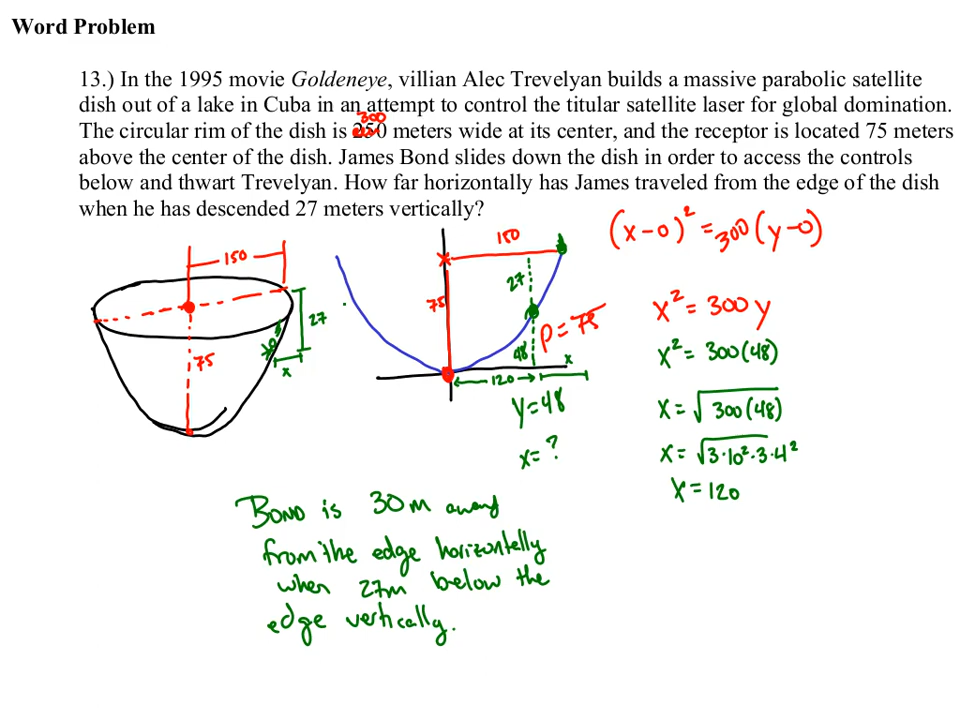 Word Problem
13.) In the 1995 movie Goldeneye, villian Alec Trevelyan builds a massive parabolic satellite
dish out of a lake in Cuba in an attempt to control the titular satellite laser for global domination.
300
The circular rim of the dish is 250 meters wide at its center, and the receptor is located 75 meters
above the center of the dish. James Bond slides down the dish in order to access the controls
below and thwart Trevelyan. How far horizontally has James traveled from the edge of the dish
when he has descended 27 meters vertically?
(x-0)² = 300(y-0)
150
150
27
75
27
75
x
48
P=75
120
x
y=48
x=?
x² = 300y
x² = 300(48)
x = √300(48)
x = √3·10²·3·4²
x = 120
Bond is 30m away
from the edge horizontally
when 27m below the
edge vertically.